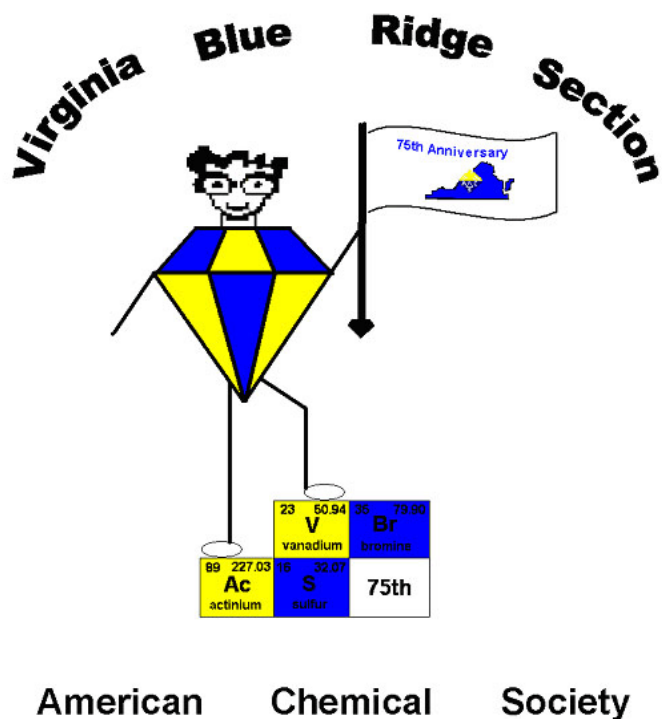 Virginia Blue Ridge Section
75th Anniversary
23 50.94 35 79.90
V Br
vanadium bromine
89 227.03 16 32.07
Ac S 75th
actinium sulfur
American Chemical Society